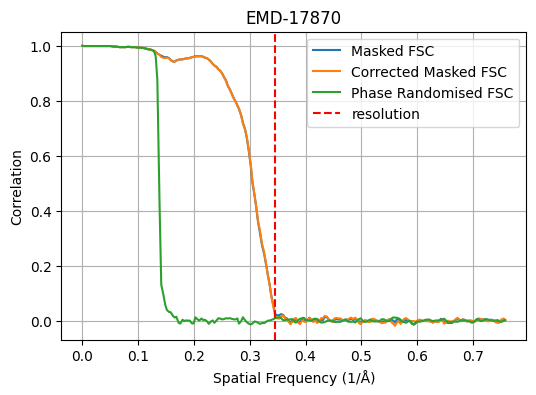 EMD-17870
1.0
0.8
0.6
0.4
0.2
0.0
Correlation
Masked FSC
Corrected Masked FSC
Phase Randomised FSC
resolution
0.0 0.1 0.2 0.3 0.4 0.5 0.6 0.7
Spatial Frequency (1/Å)